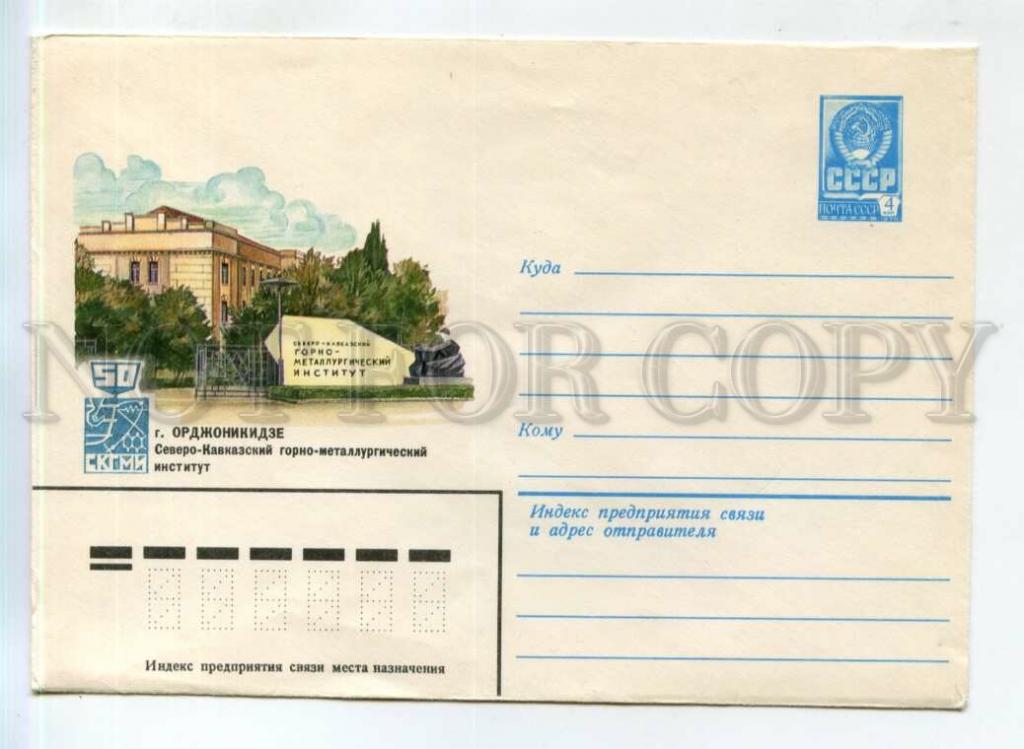 СССР
ПОЧТА СССР 4
СЕВЕРО-КАВКАЗСКИЙ
ГОРНО-
МЕТАЛЛУРГИЧЕСКИЙ
ИНСТИТУТ
50
СКГМИ
г. ОРДЖОНИКИДЗЕ
Северо-Кавказский горно-металлургический
институт
Куда
Кому
Индекс предприятия связи
и адрес отправителя
Индекс предприятия связи места назначения
NOT FOR COPY